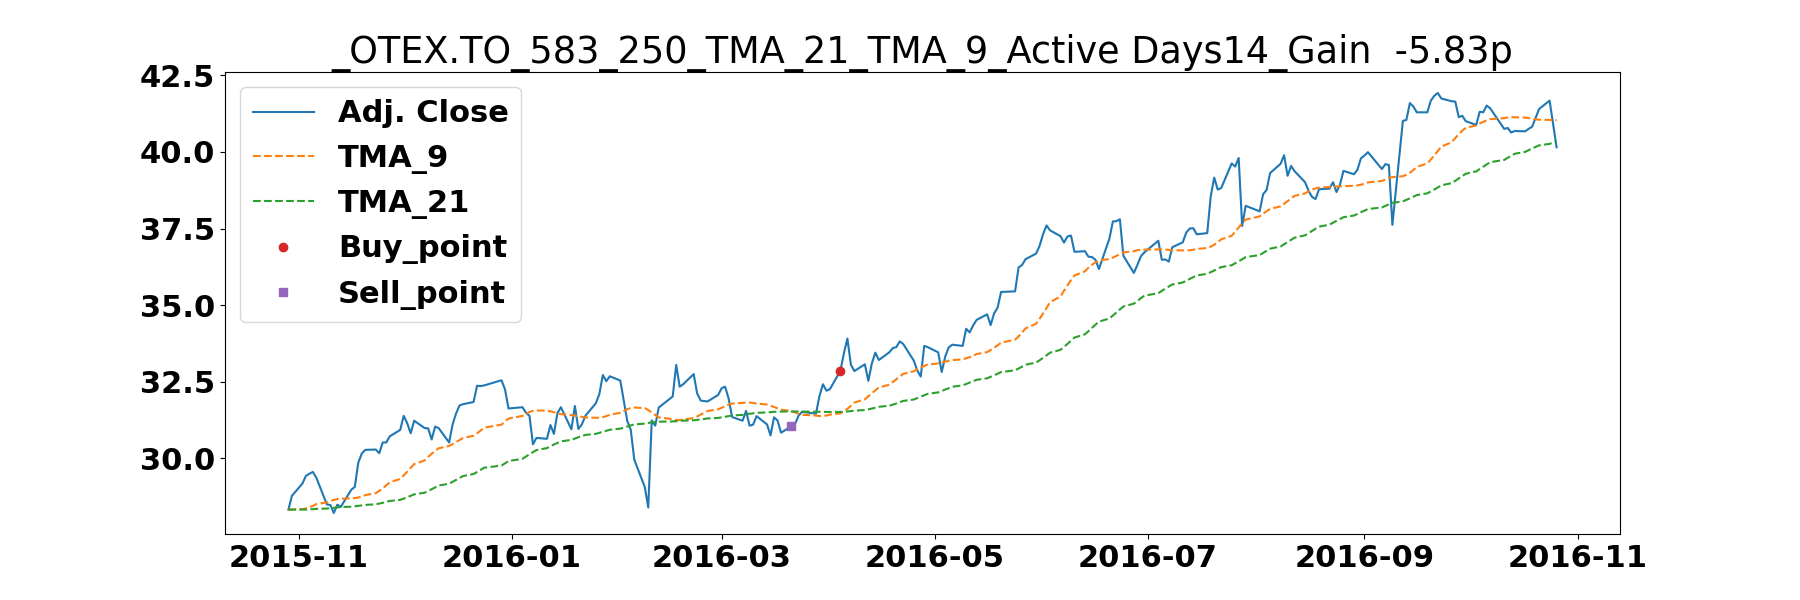 _OTEX.TO_583_250_TMA_21_TMA_9_Active Days14_Gain  -5.83p
42.5
40.0
37.5
35.0
32.5
30.0
Adj. Close
TMA_9
TMA_21
Buy_point
Sell_point
2015-11 2016-01 2016-03 2016-05 2016-07 2016-09 2016-11